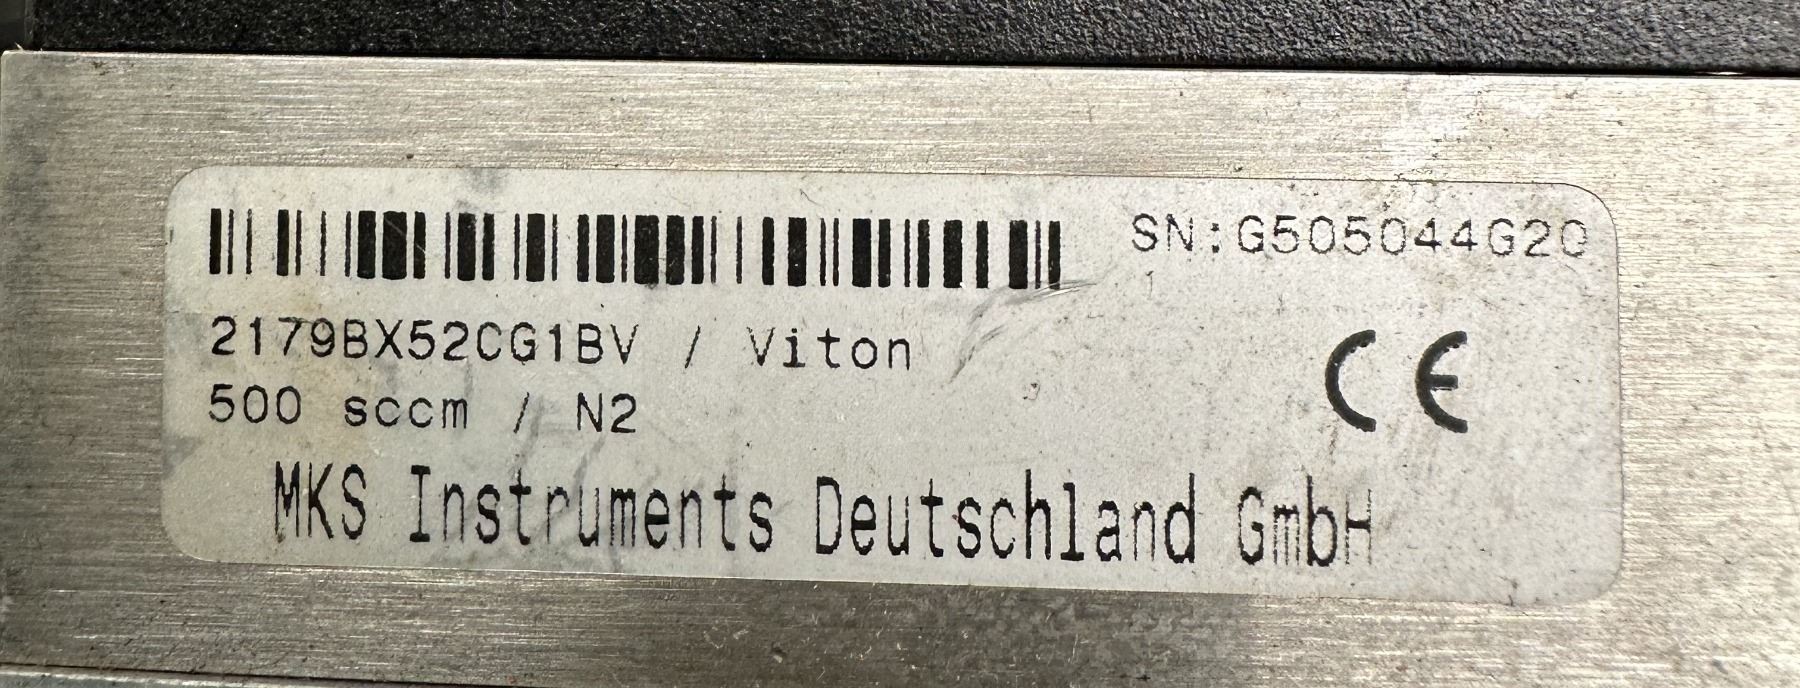 SN:G505044G20
2179BX52CG1BV / Viton
500 sccm / N2
CE
MKS Instruments Deutschland GmbH